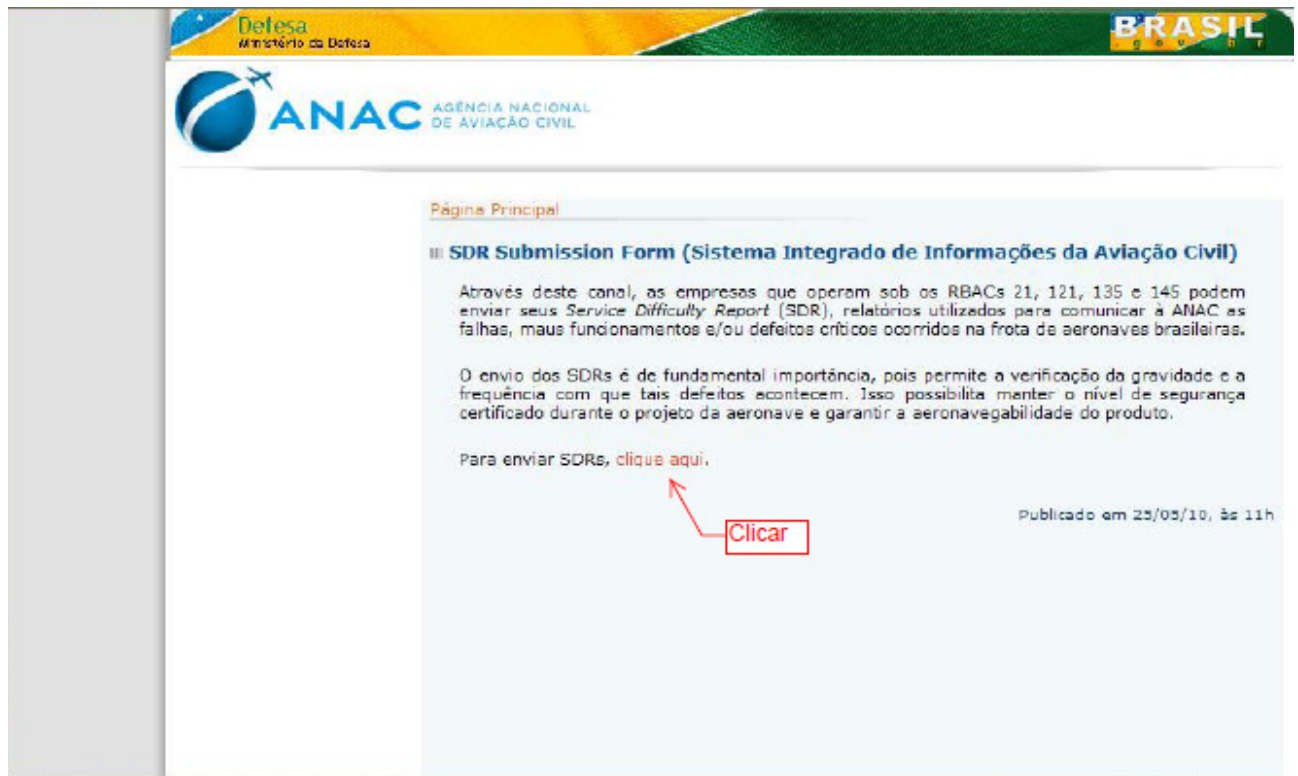 Defesa
Ministério da Defesa
BRASIL
.gov.br
ANAC AGÊNCIA NACIONAL
DE AVIAÇÃO CIVIL
Página Principal
SDR Submission Form (Sistema Integrado de Informações da Aviação Civil)
Através deste canal, as empresas que operam sob os RBACs 21, 121, 135 e 145 podem
enviar seus Service Difficulty Report (SDR), relatórios utilizados para comunicar à ANAC as
falhas, maus funcionamentos e/ou defeitos críticos ocorridos na frota de aeronaves brasileiras.
O envio dos SDRs é de fundamental importância, pois permite a verificação da gravidade e a
frequência com que tais defeitos acontecem. Isso possibilita manter o nível de segurança
certificado durante o projeto da aeronave e garantir a aeronavegabilidade do produto.
Para enviar SDRs, clique aqui.
Publicado em 25/05/10, às 11h
Clicar